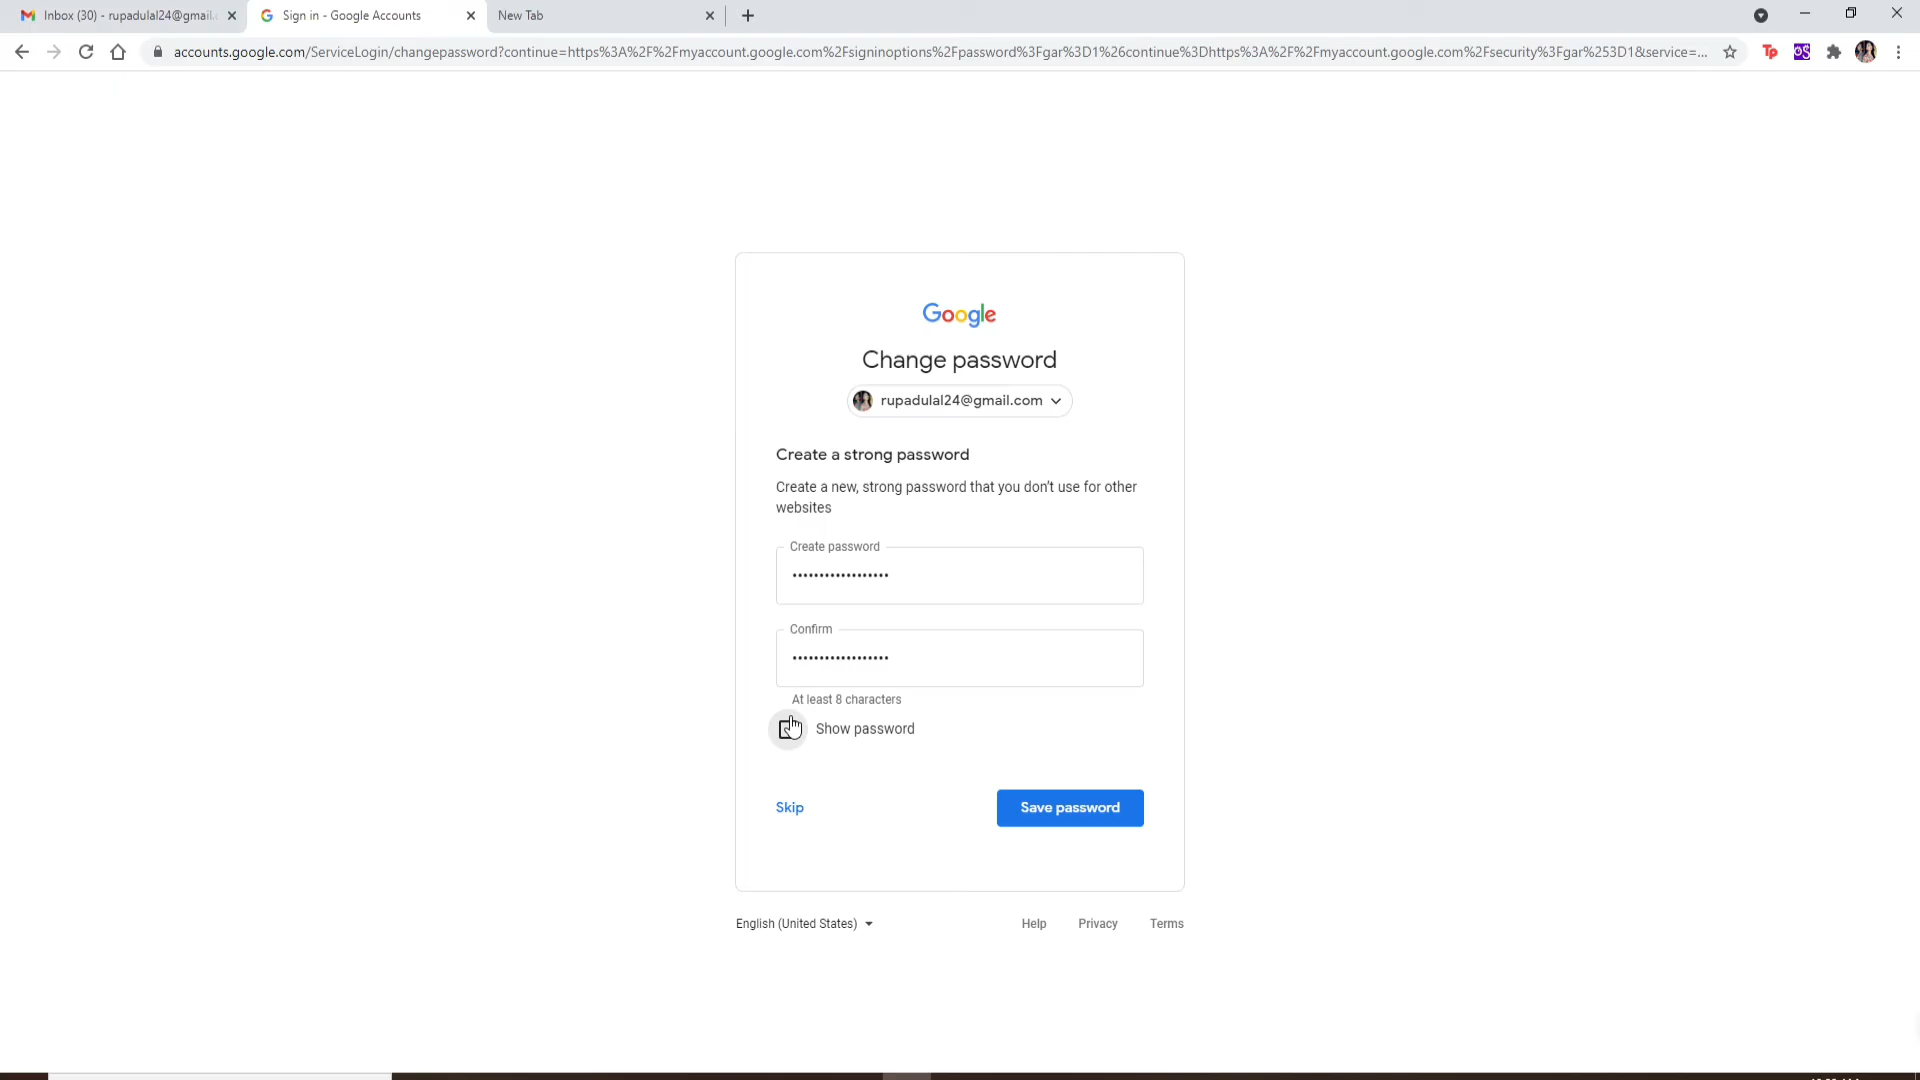 Inbox (30) - rupadulal24@gmail.
Sign in - Google Accounts
New Tab
accounts.google.com/ServiceLogin/changepassword?continue=https%3A%2F%2Fmyaccount.google.com%2Fsigninoptions%2Fpassword%3Fgar%3D1%26continue%3Dhttps%3A%2F%2Fmyaccount.google.com%2Fsecurity%3Fgar%253D1&service=...
Google
Change password
rupadulal24@gmail.com
Create a strong password
Create a new, strong password that you don't use for other
websites
Create password
••••••••••••••••••
Confirm
••••••••••••••••••
At least 8 characters
Show password
Skip
Save password
English (United States)
Help
Privacy
Terms